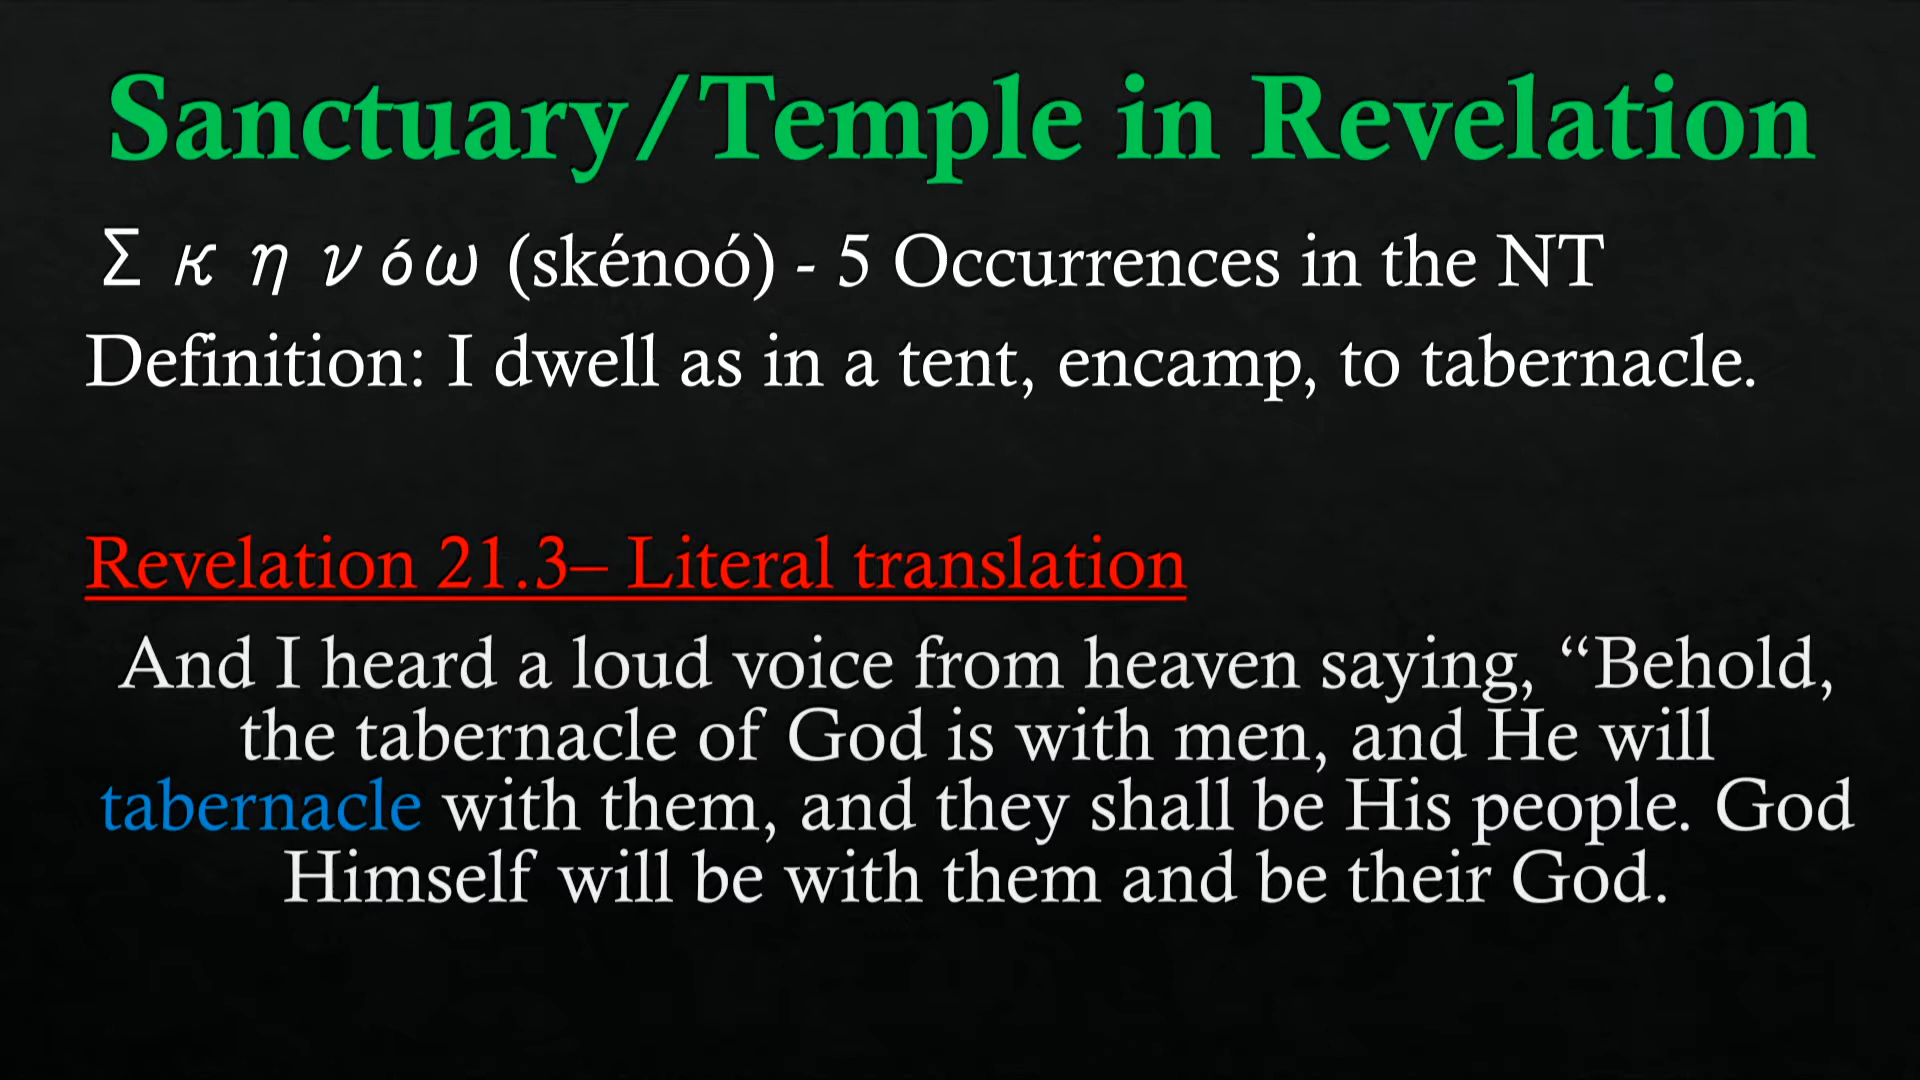 Sanctuary/Temple in Revelation
Σκηνόω (skénoó) - 5 Occurrences in the NT
Definition: I dwell as in a tent, encamp, to tabernacle.
Revelation 21.3– Literal translation
And I heard a loud voice from heaven saying, “Behold,
the tabernacle of God is with men, and He will
tabernacle with them, and they shall be His people. God
Himself will be with them and be their God.